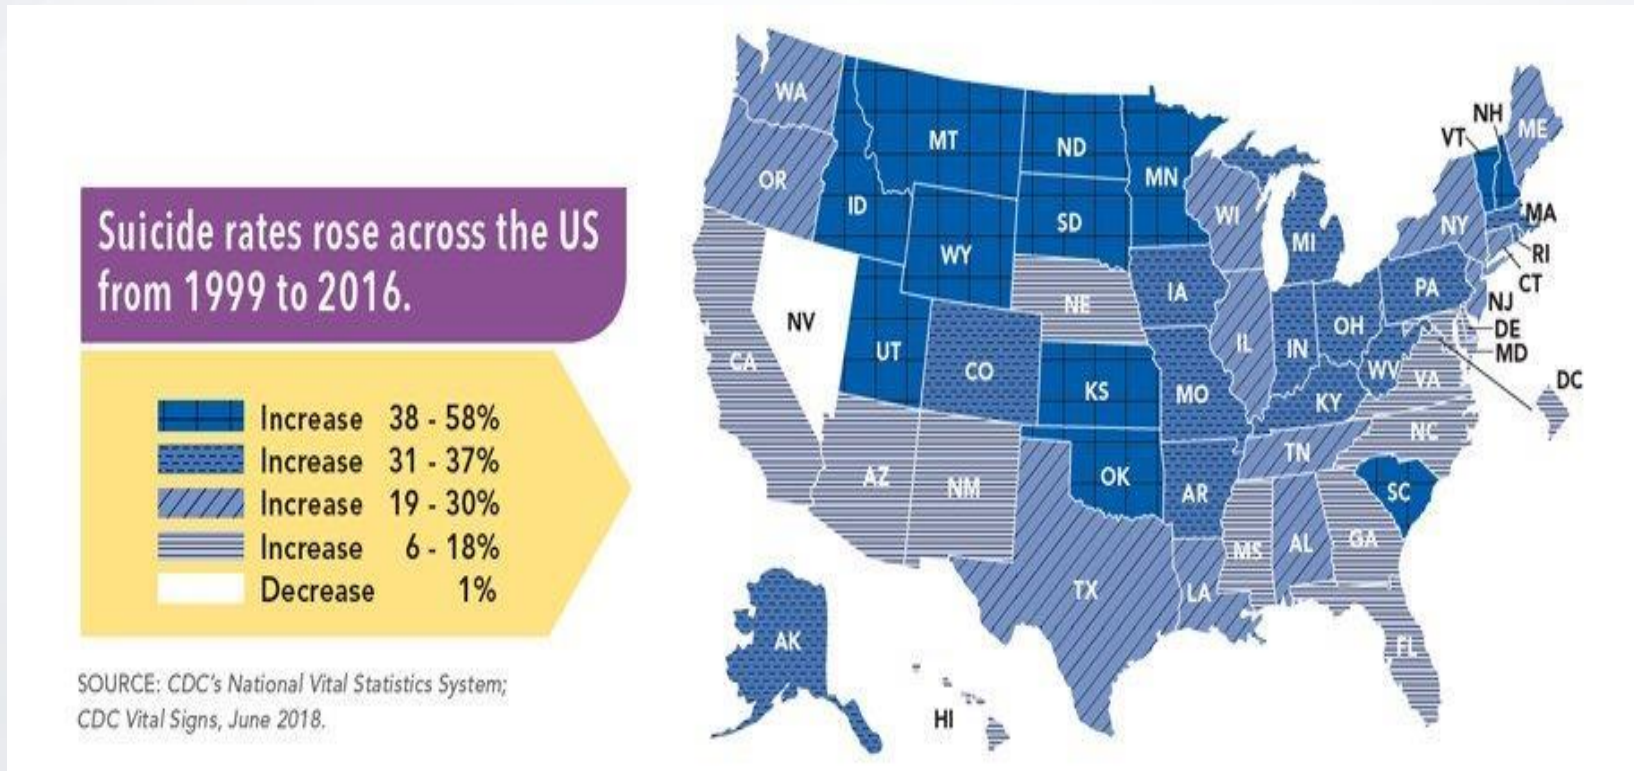 Suicide rates rose across the US
from 1999 to 2016.
Increase 38 - 58%
Increase 31 - 37%
Increase 19 - 30%
Increase 6 - 18%
Decrease 1%
SOURCE: CDC's National Vital Statistics System;
CDC Vital Signs, June 2018.
WA
MT
ND
MN
OR
ID
SD
WY
WI
MI
NH
VT
ME
NY
MA
RI
CT
NJ
DE
MD
DC
NV
UT
CO
NE
IA
KS
MO
IL
IN
OH
PA
WV
VA
KY
CA
AZ
NM
OK
AR
TN
NC
SC
MS
AL
GA
TX
LA
FL
AK
HI